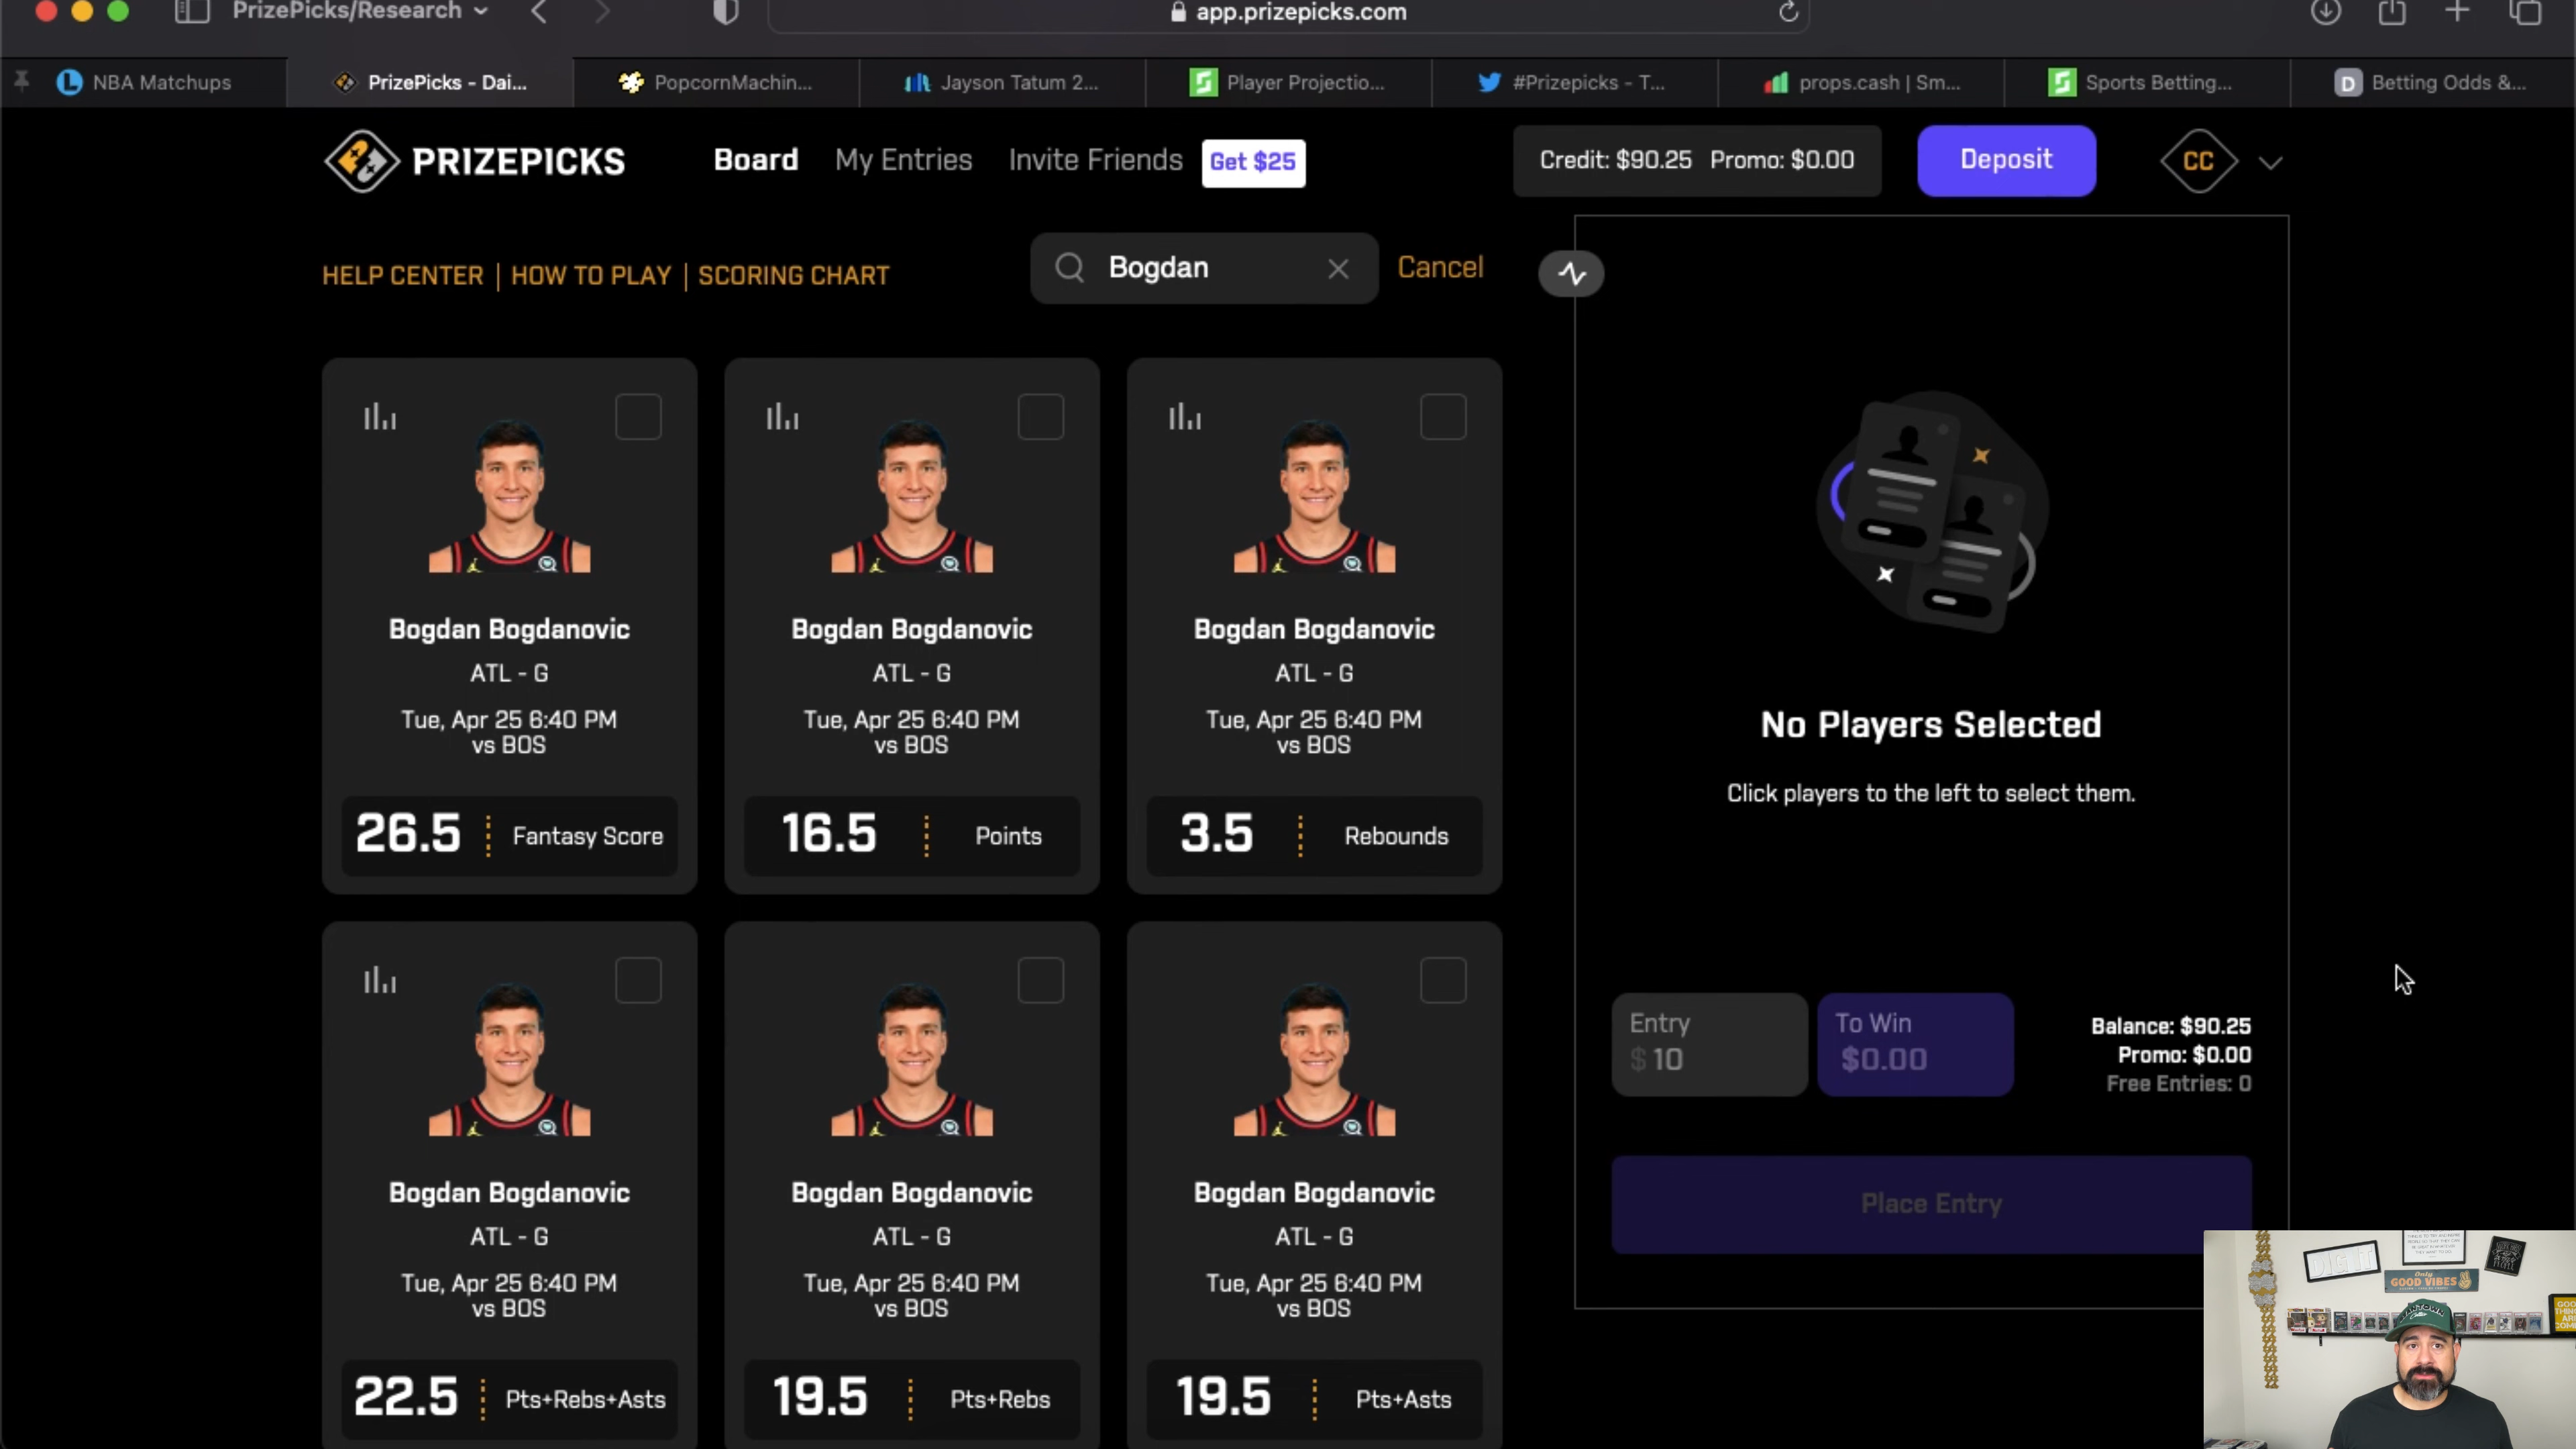 PrizePicks/Research
app.prizepicks.com
NBA Matchups
PrizePicks - Dai...
PopcornMachin...
Jayson Tatum 2...
Player Projectio...
#Prizepicks - T...
props.cash | Sm...
Sports Betting...
D Betting Odds &...
PRIZEPICKS
Board
My Entries
Invite Friends
Get $25
Credit: $90.25 Promo: $0.00
Deposit
CC
HELP CENTER | HOW TO PLAY | SCORING CHART
Bogdan
Cancel
Bogdan Bogdanovic
ATL - G
Tue, Apr 25 6:40 PM
vs BOS
26.5 Fantasy Score
Bogdan Bogdanovic
ATL - G
Tue, Apr 25 6:40 PM
vs BOS
16.5 Points
Bogdan Bogdanovic
ATL - G
Tue, Apr 25 6:40 PM
vs BOS
3.5 Rebounds
Bogdan Bogdanovic
ATL - G
Tue, Apr 25 6:40 PM
vs BOS
22.5 Pts+Rebs+Asts
Bogdan Bogdanovic
ATL - G
Tue, Apr 25 6:40 PM
vs BOS
19.5 Pts+Rebs
Bogdan Bogdanovic
ATL - G
Tue, Apr 25 6:40 PM
vs BOS
19.5 Pts+Asts
No Players Selected
Click players to the left to select them.
Entry
$ 10
To Win
$0.00
Balance: $90.25
Promo: $0.00
Free Entries: 0
Place Entry
DIG IT
Only
GOOD VIBES